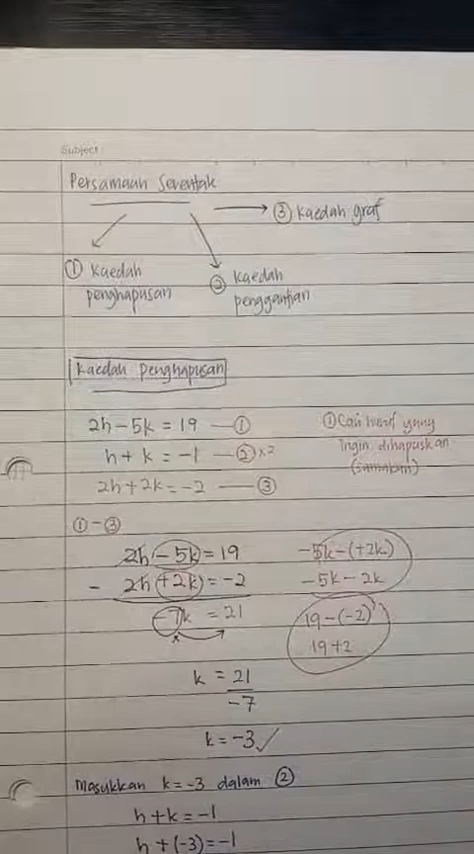 Subject
Persamaan Serentak
③ Kaedah graf
① Kaedah penghapusan
② Kaedah penggantian
Kaedah Penghapusan
2h - 5k = 19 — ①
h + k = -1 — ② ×2
2h + 2k = -2 — ③
① Cari huruf yang
ingin dihapuskan
(samakan)
① - ③
2h - 5k = 19
- 2h + 2k = -2
-7k = 21
-5k - (+2k)
-5k - 2k
19 - (-2)
19 + 2
k = 21
-7
k = -3 ✓
Masukkan k = -3 dalam ②
h + k = -1
h + (-3) = -1